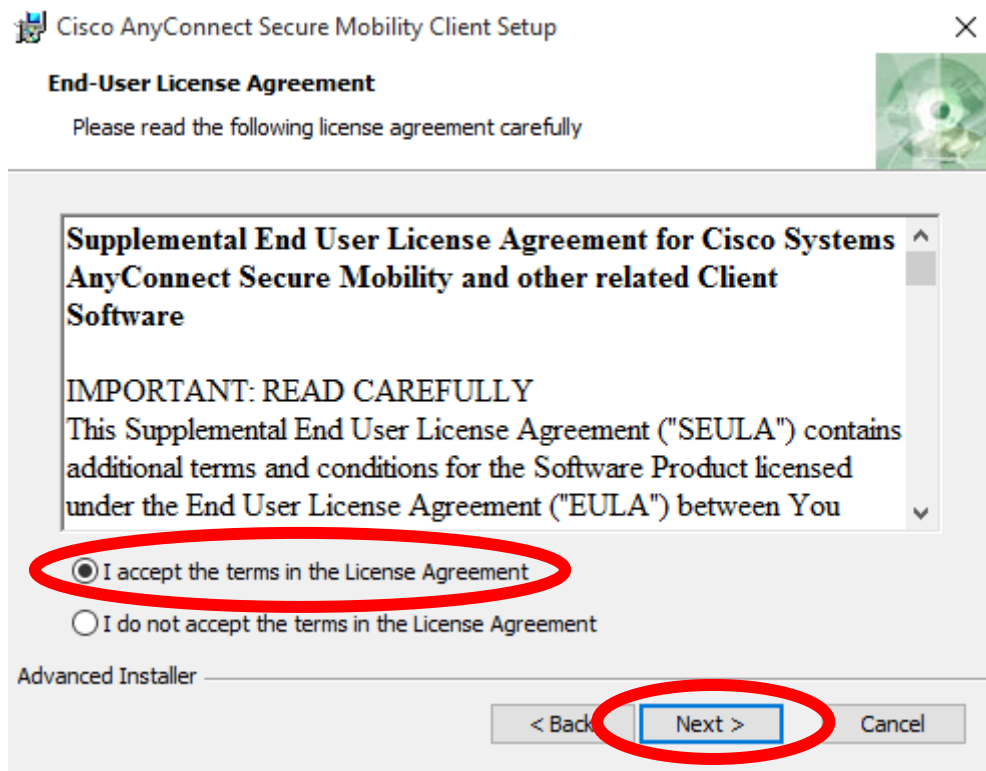 Cisco AnyConnect Secure Mobility Client Setup
End-User License Agreement
Please read the following license agreement carefully
Supplemental End User License Agreement for Cisco Systems
AnyConnect Secure Mobility and other related Client
Software
IMPORTANT: READ CAREFULLY
This Supplemental End User License Agreement ("SEULA") contains
additional terms and conditions for the Software Product licensed
under the End User License Agreement ("EULA") between You
I accept the terms in the License Agreement
I do not accept the terms in the License Agreement
Advanced Installer
< Back Next > Cancel